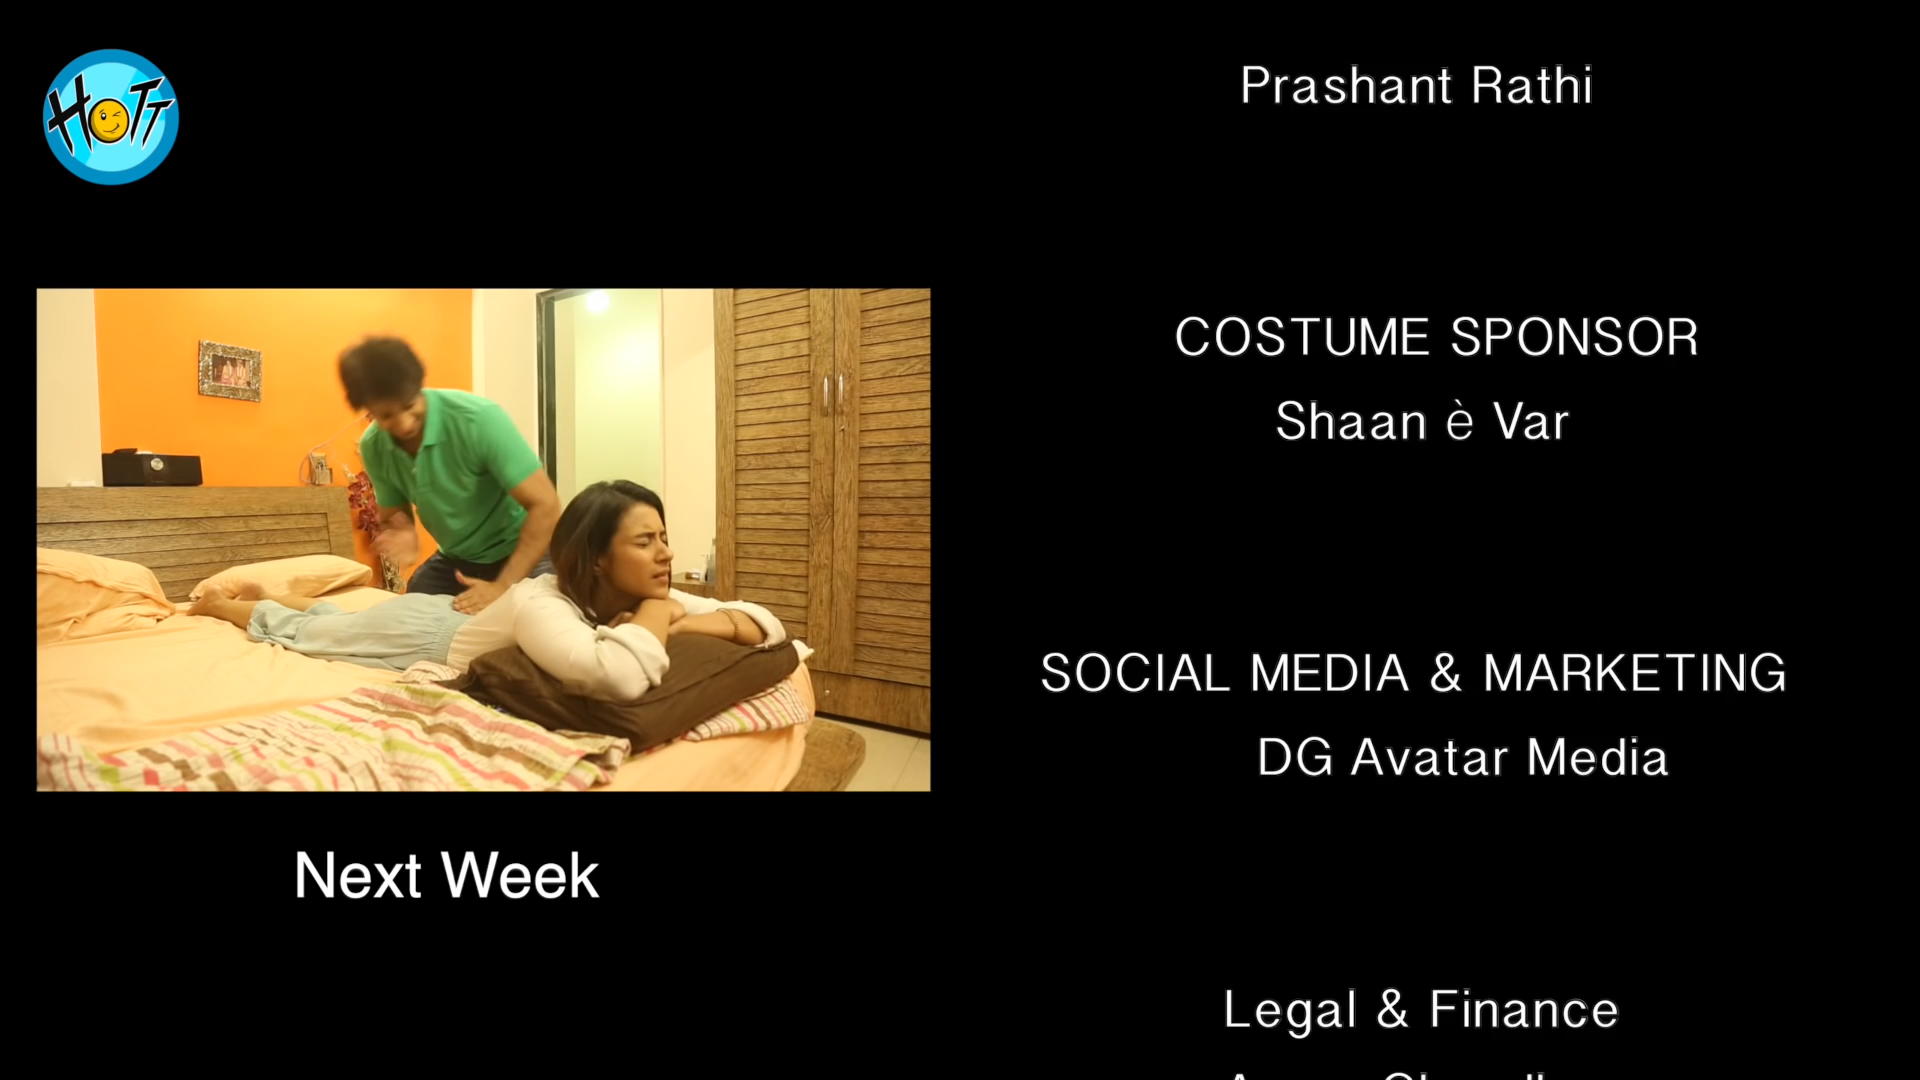 HOTT
Prashant Rathi
COSTUME SPONSOR
Shaan è Var
SOCIAL MEDIA & MARKETING
DG Avatar Media
Next Week
Legal & Finance